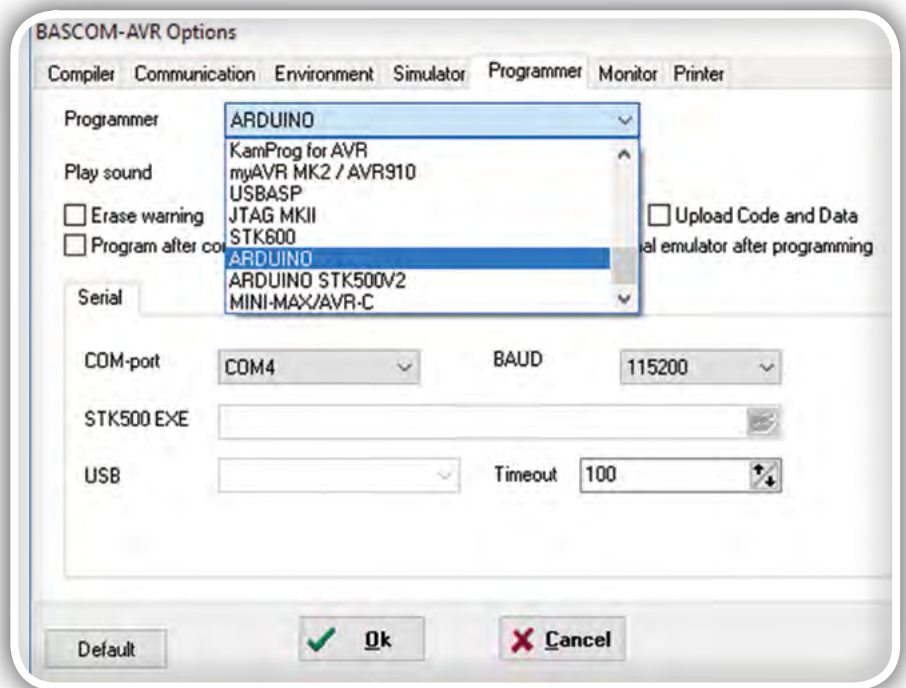 BASCOM-AVR Options
Compiler Communication Environment Simulator Programmer Monitor Printer
Programmer ARDUINO
KamProg for AVR
Play sound myAVR MK2 / AVR910
USBASP
Erase warning JTAG MKII Upload Code and Data
STK600
Program after co al emulator after programming
ARDUINO
ARDUINO STK500V2
Serial MINI-MAX/AVR-C
COM-port COM4 BAUD 115200
STK500 EXE
USB Timeout 100
Default Ok Cancel